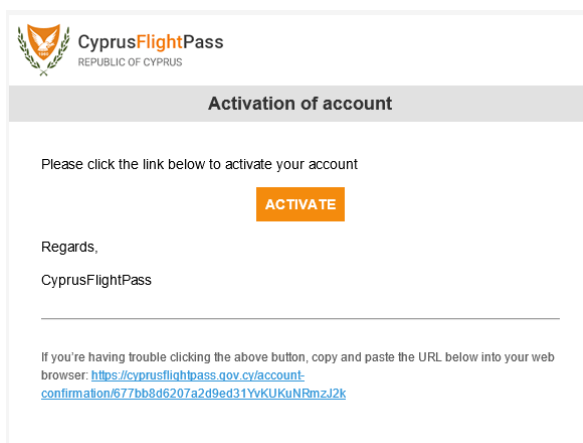 CyprusFlightPass
REPUBLIC OF CYPRUS
Activation of account
Please click the link below to activate your account
ACTIVATE
Regards,
CyprusFlightPass
If you're having trouble clicking the above button, copy and paste the URL below into your web
browser: https://cyprusflightpass.gov.cy/account-
confirmation/677bb8d6207a2d9ed31YvKUKuNRmzJ2k